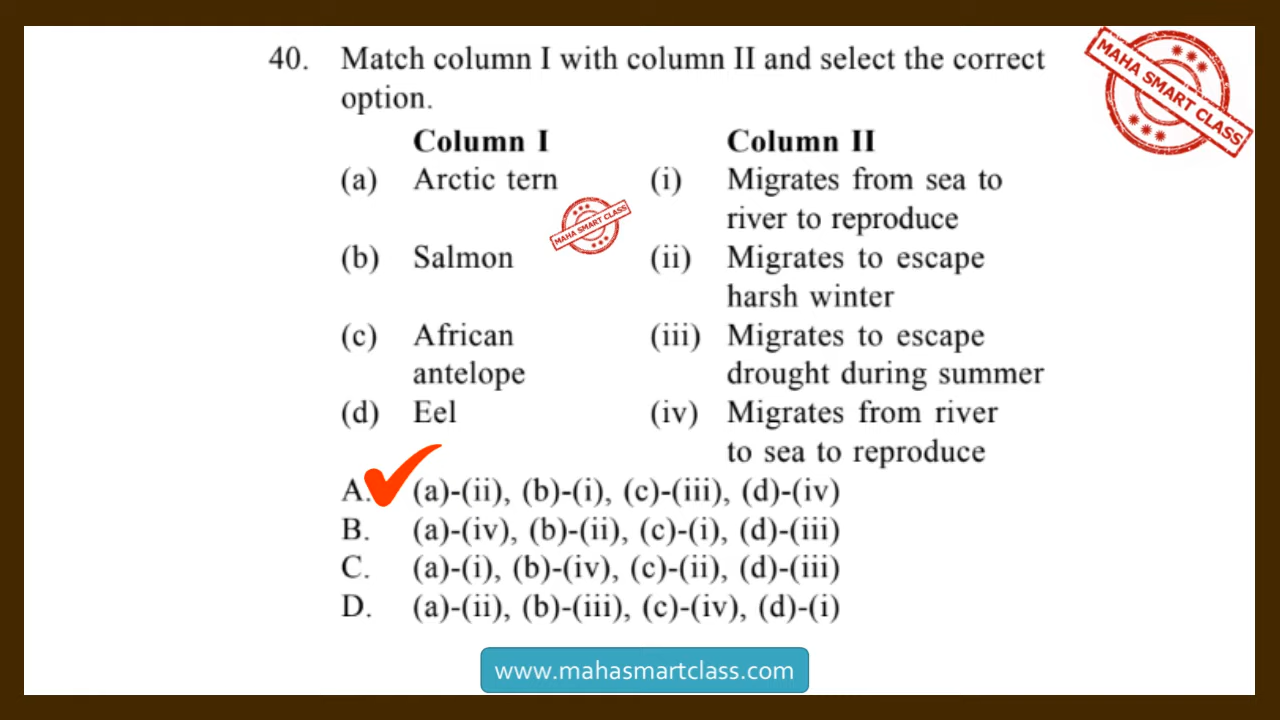 40. Match column I with column II and select the correct
option.
Column I Column II
(a) Arctic tern (i) Migrates from sea to
river to reproduce
(b) Salmon (ii) Migrates to escape
harsh winter
(c) African (iii) Migrates to escape
antelope drought during summer
(d) Eel (iv) Migrates from river
to sea to reproduce
A. (a)-(ii), (b)-(i), (c)-(iii), (d)-(iv)
B. (a)-(iv), (b)-(ii), (c)-(i), (d)-(iii)
C. (a)-(i), (b)-(iv), (c)-(ii), (d)-(iii)
D. (a)-(ii), (b)-(iii), (c)-(iv), (d)-(i)
www.mahasmartclass.com
MAHA SMART CLASS
MAHA SMART CLASS